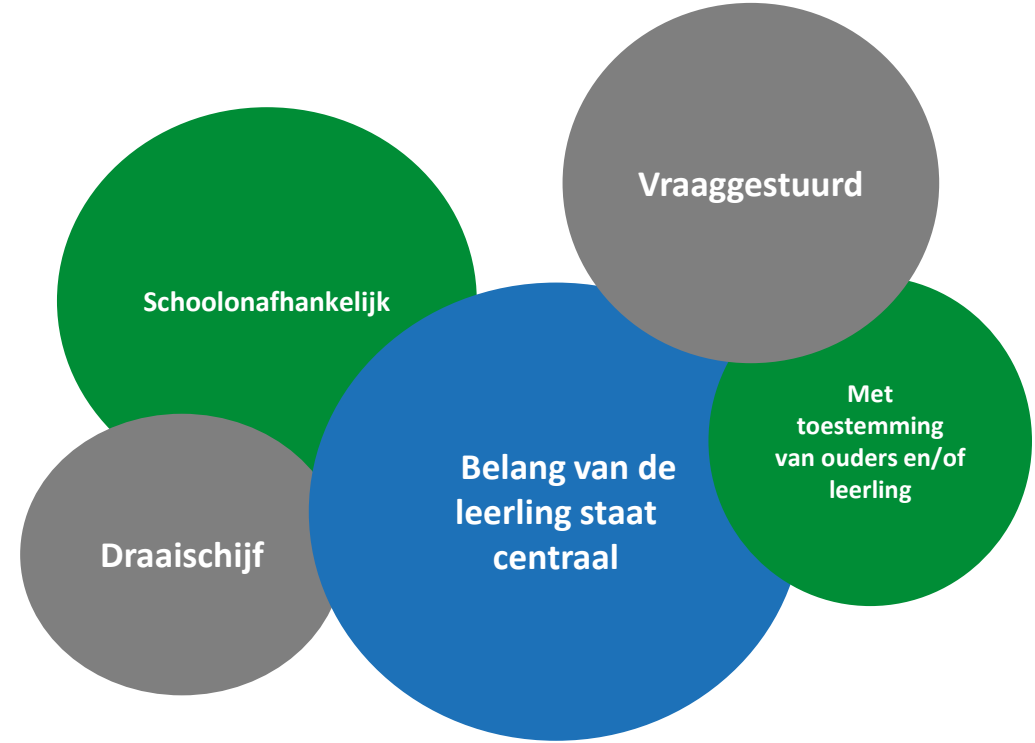 Vraaggestuurd
Schoolonafhankelijk
Met
toestemming
van ouders en/of
leerling
Belang van de
leerling staat
centraal
Draaischijf